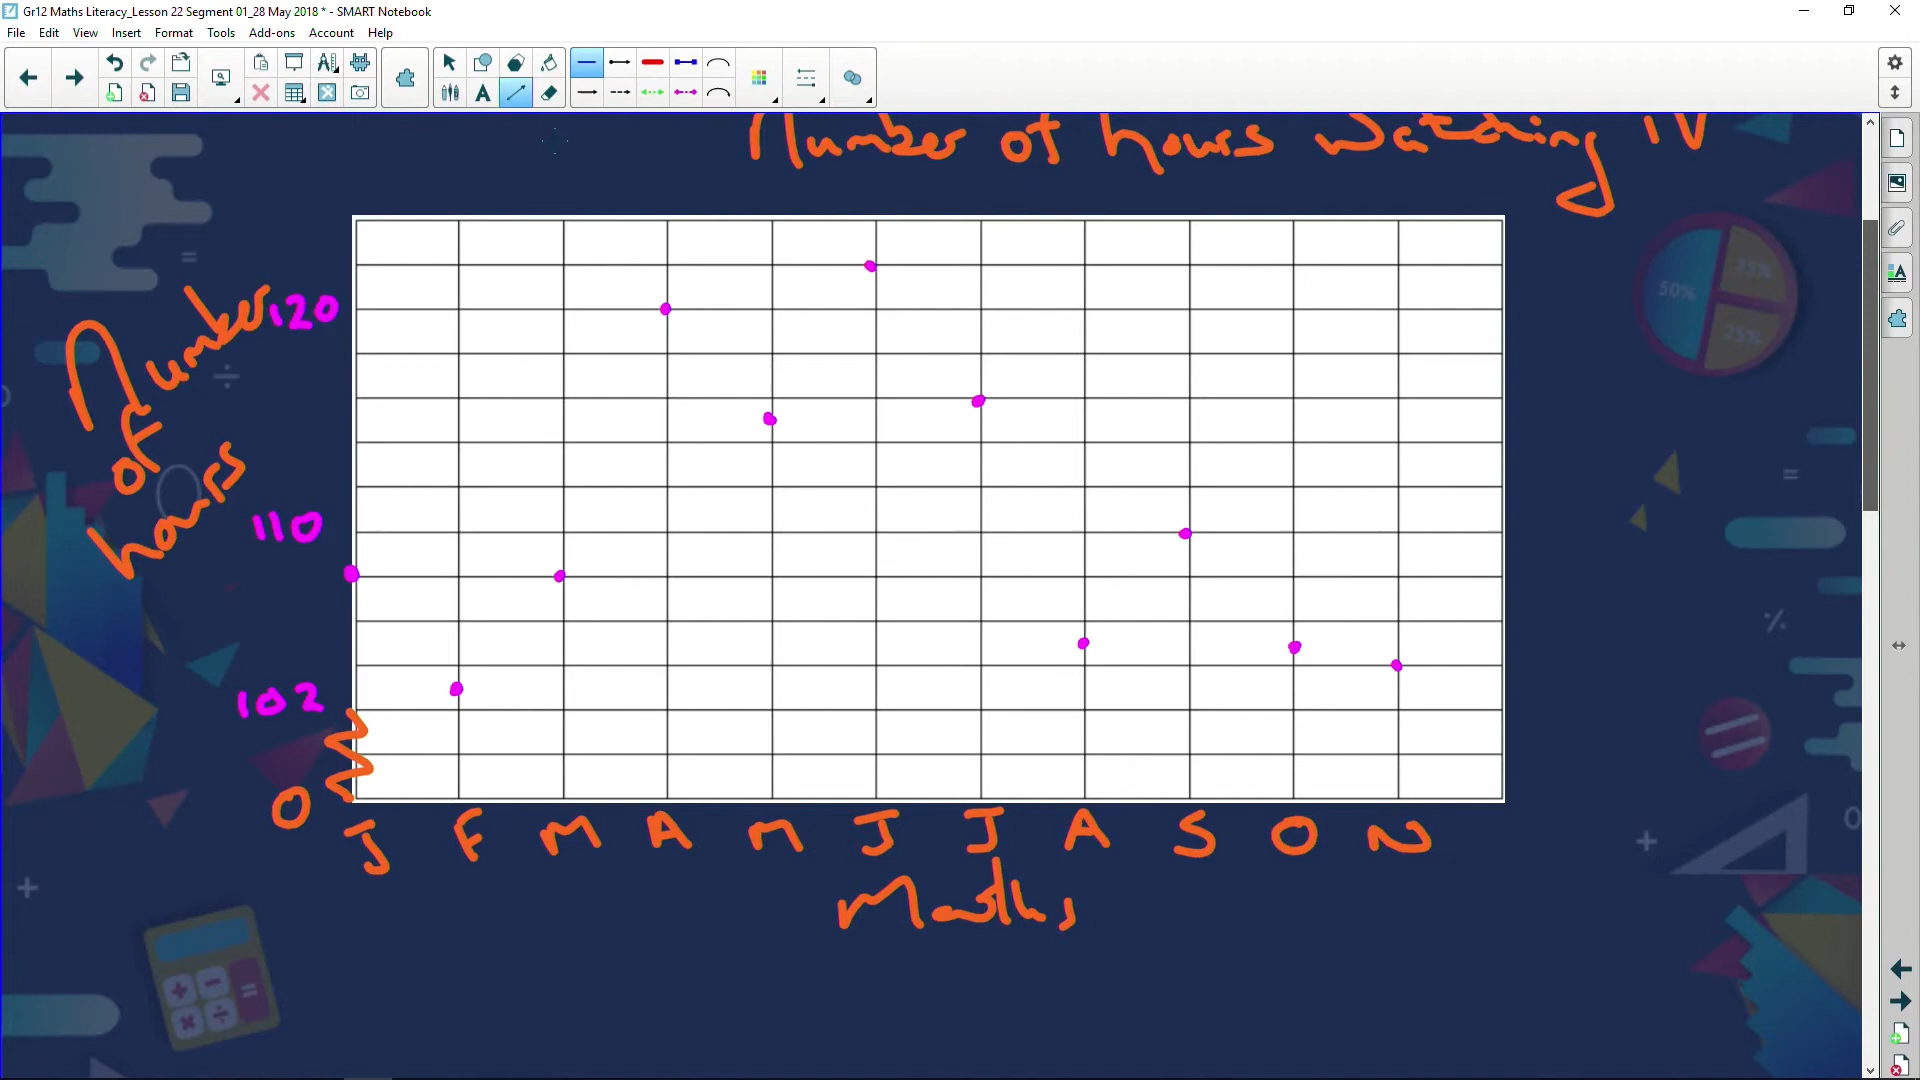 Gr12 Maths Literacy_Lesson 22 Segment 01_28 May 2018 * - SMART Notebook
File Edit View Insert Format Tools Add-ons Account Help
Number of hours watching TV
Number
of
hours
120
110
102
0
J F M A M J J A S O N
Months
50%
25%
25%